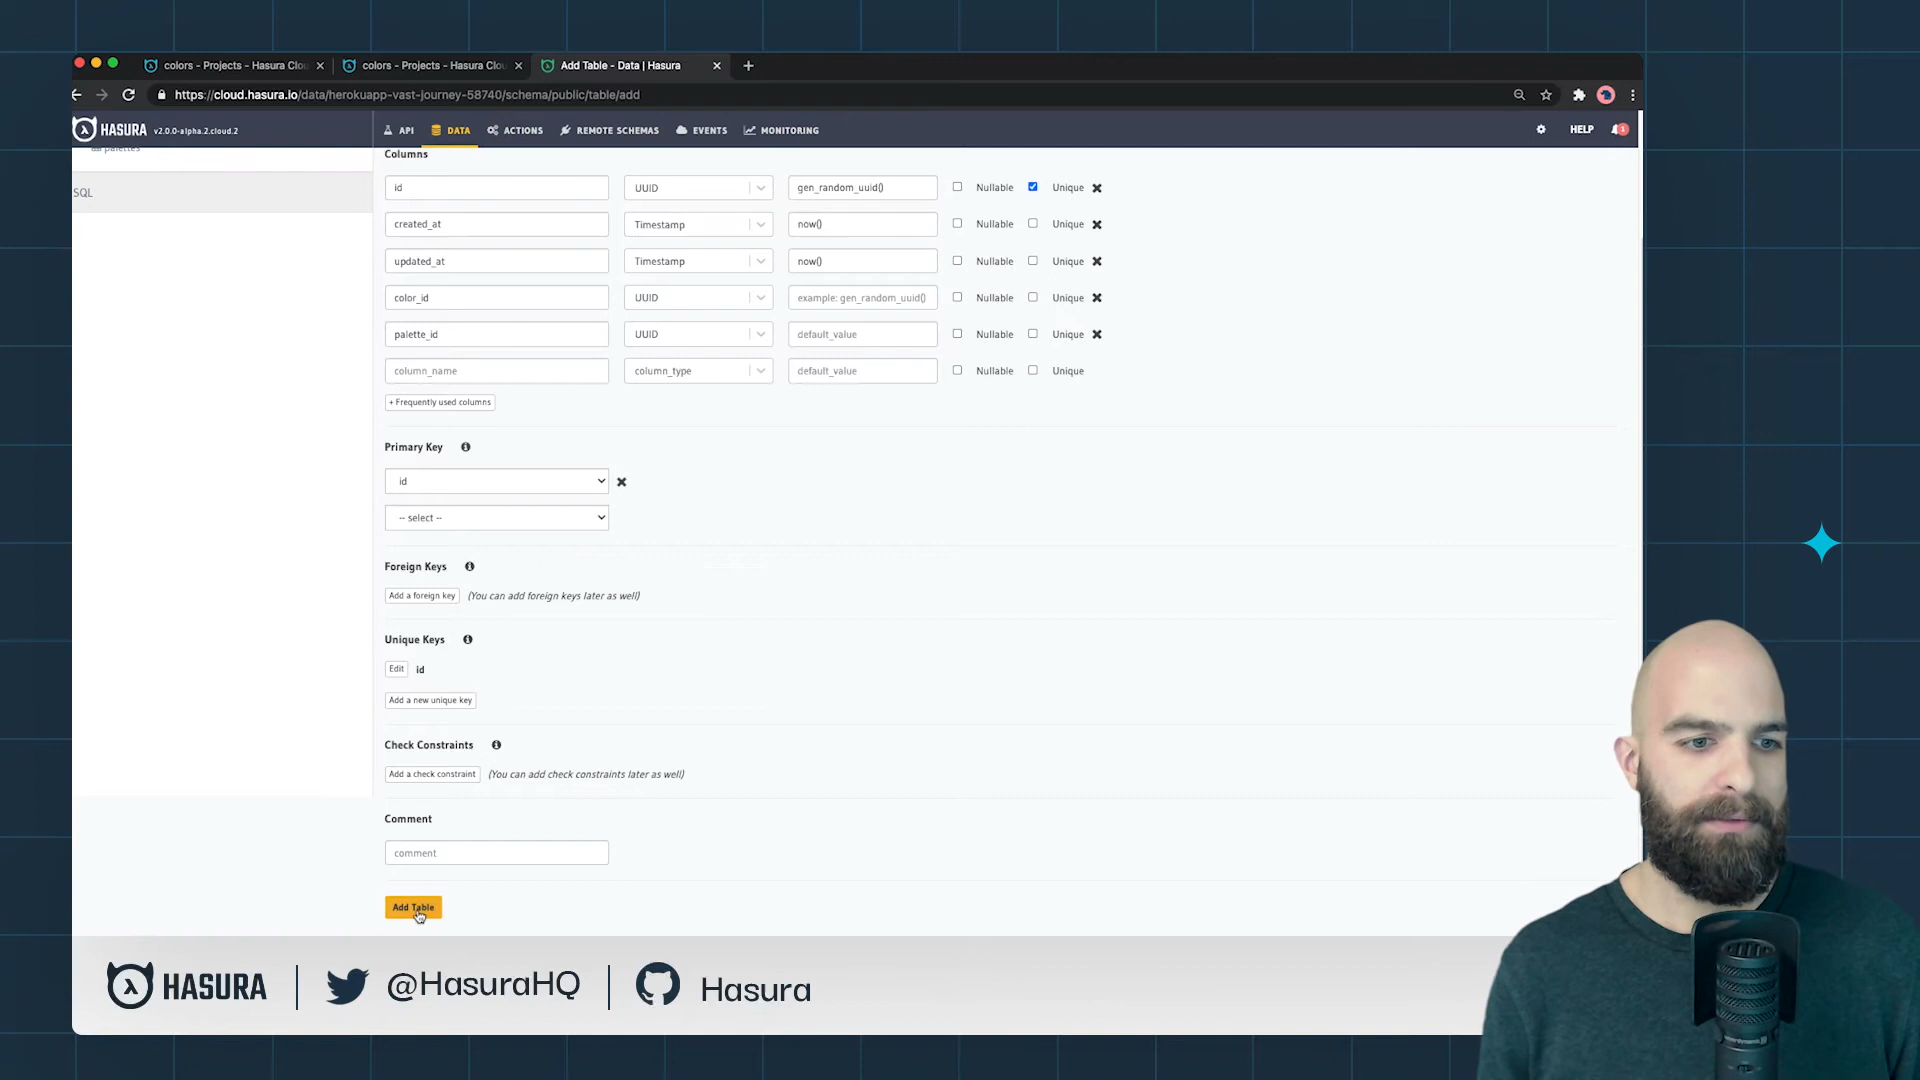 colors - Projects - Hasura Clou
colors - Projects - Hasura Clou
Add Table - Data | Hasura
https://cloud.hasura.io/data/herokuapp-vast-journey-58740/schema/public/table/add
HASURA v2.0.0-alpha.2.cloud.2
API DATA ACTIONS REMOTE SCHEMAS EVENTS MONITORING HELP 1
palettes
SQL
Columns
id UUID gen_random_uuid() Nullable Unique
created_at Timestamp now() Nullable Unique
updated_at Timestamp now() Nullable Unique
color_id UUID example: gen_random_uuid() Nullable Unique
palette_id UUID default_value Nullable Unique
column_name column_type default_value Nullable Unique
+ Frequently used columns
Primary Key
id
-- select --
Foreign Keys
Add a foreign key (You can add foreign keys later as well)
Unique Keys
Edit id
Add a new unique key
Check Constraints
Add a check constraint (You can add check constraints later as well)
Comment
comment
Add Table
HASURA @HasuraHQ Hasura